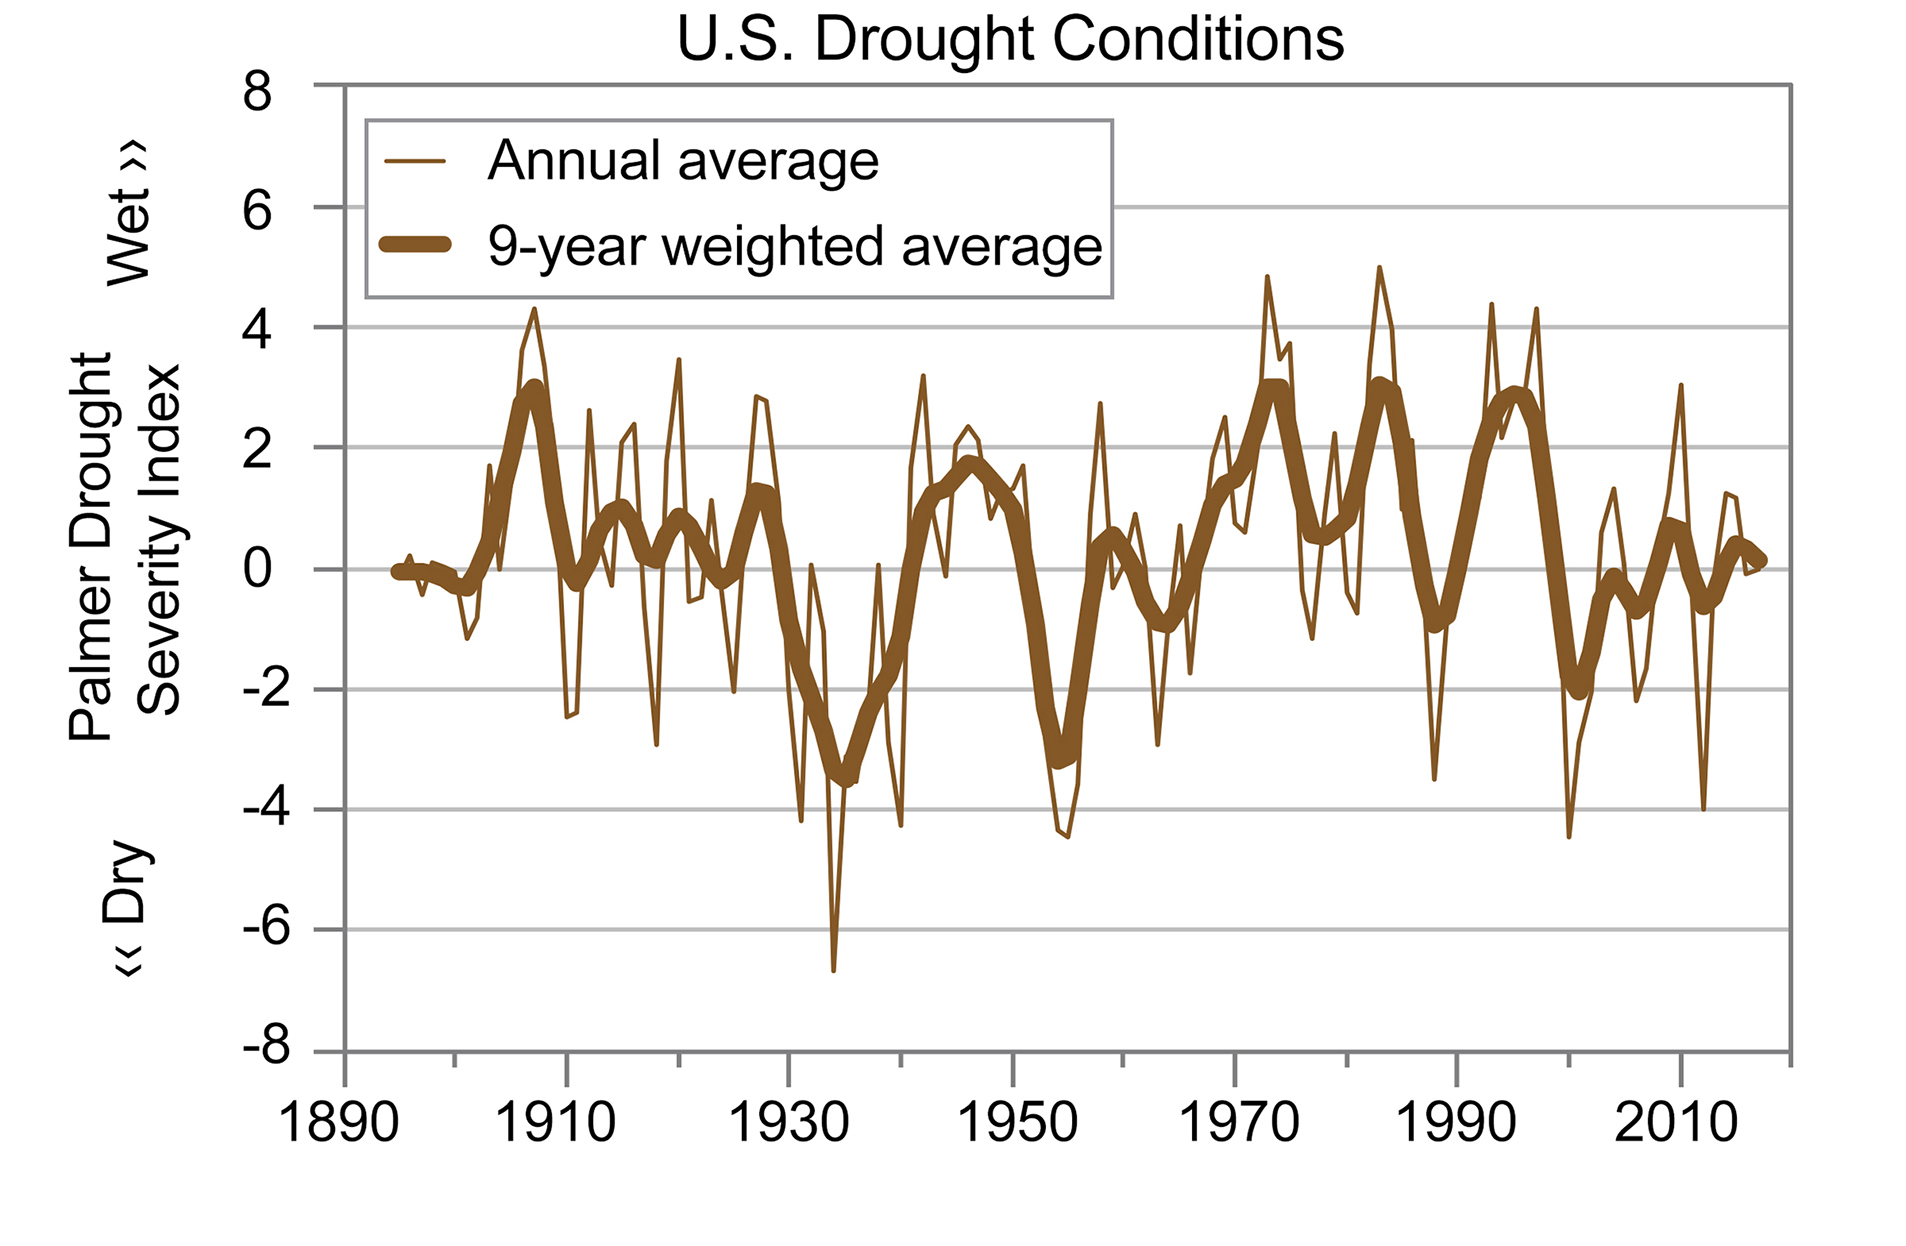 U.S. Drought Conditions
8
6
4
2
0
-2
-4
-6
-8
Wet ››
Palmer Drought
Severity Index
‹‹ Dry
Annual average
9-year weighted average
1890
1910
1930
1950
1970
1990
2010